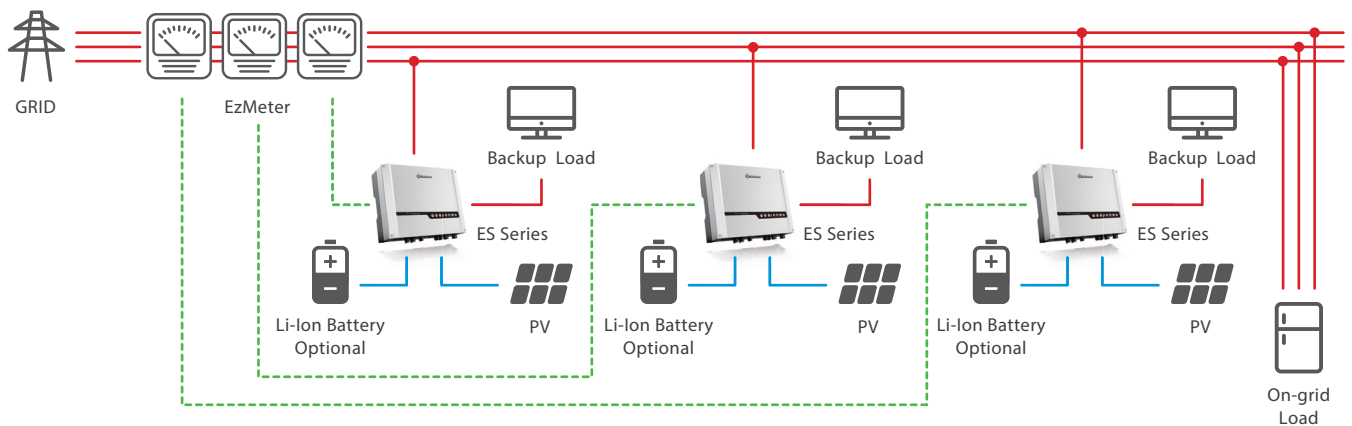 GRID
EzMeter
Backup Load
Backup Load
Backup Load
ES Series
ES Series
ES Series
Li-Ion Battery
Optional
PV
Li-Ion Battery
Optional
PV
Li-Ion Battery
Optional
PV
On-grid
Load